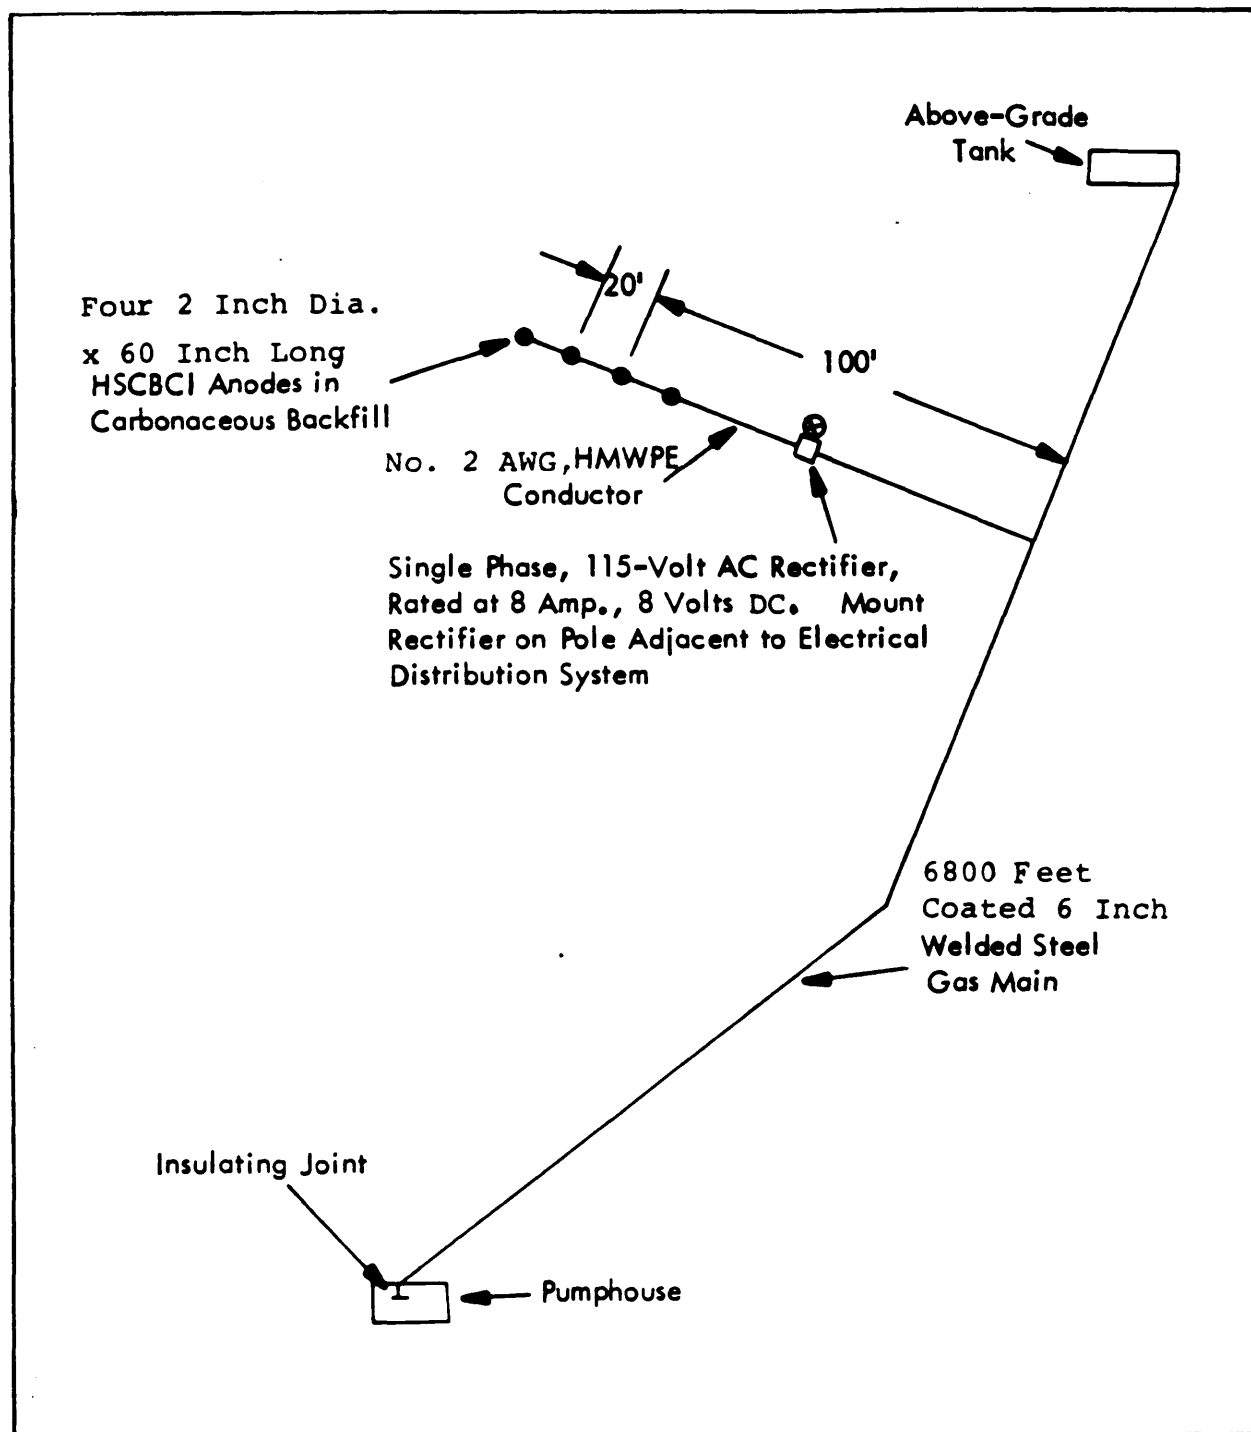 Above-Grade
Tank
20'
100'
Four 2 Inch Dia.
x 60 Inch Long
HSCBCI Anodes in
Carbonaceous Backfill
No. 2 AWG,HMWPE
Conductor
Single Phase, 115-Volt AC Rectifier,
Rated at 8 Amp., 8 Volts DC. Mount
Rectifier on Pole Adjacent to Electrical
Distribution System
6800 Feet
Coated 6 Inch
Welded Steel
Gas Main
Insulating Joint
Pumphouse